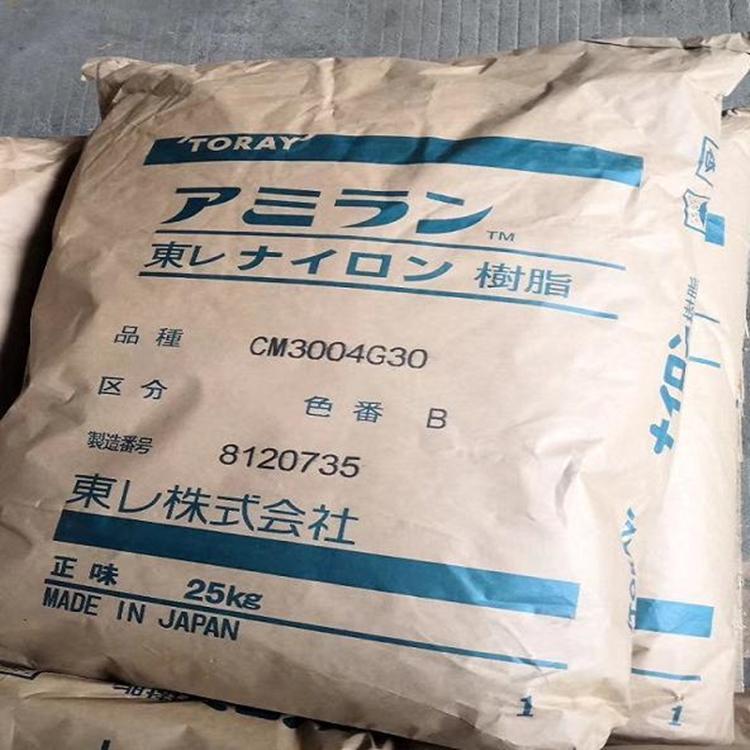 TORAY
アミラン™
東レ ナイロン 樹脂
品種 CM3004G30
区分 色番 B
製造番号 8120735
東レ株式会社
正味 25kg
MADE IN JAPAN
1
1